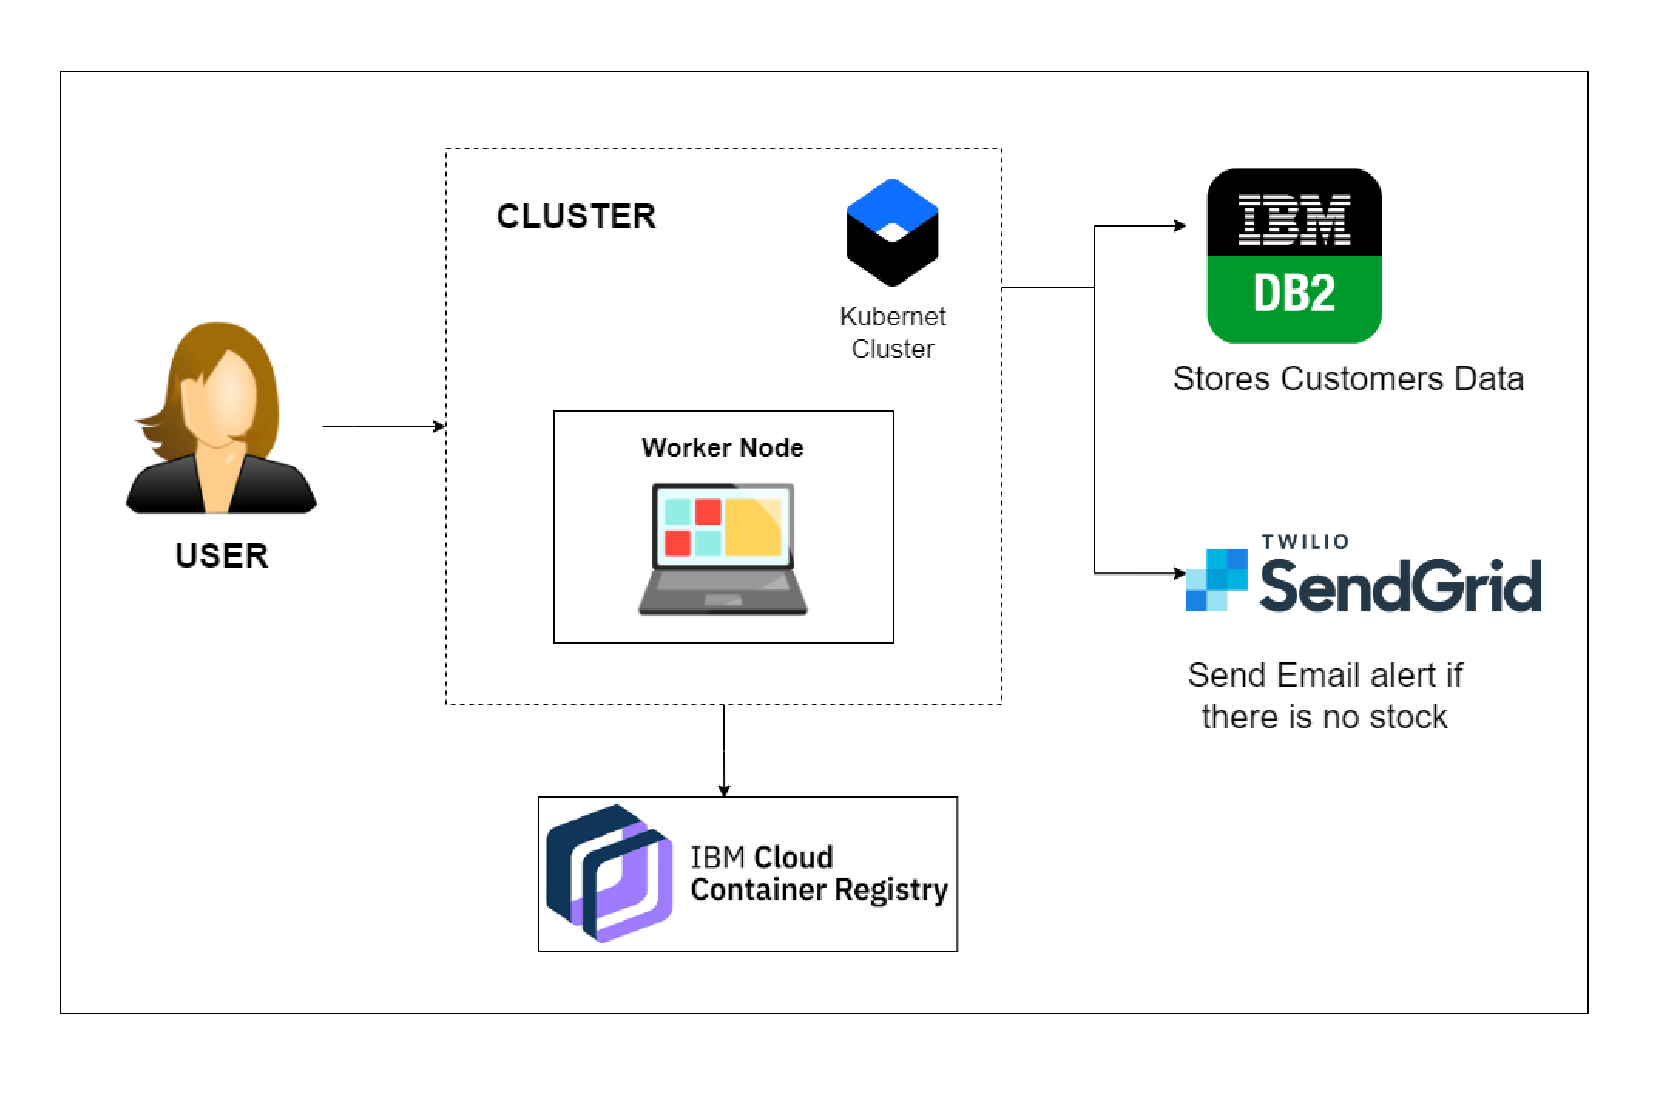 CLUSTER
Kubernet
Cluster
IBM
DB2
Stores Customers Data
Worker Node
USER
TWILIO
SendGrid
Send Email alert if
there is no stock
IBM Cloud
Container Registry